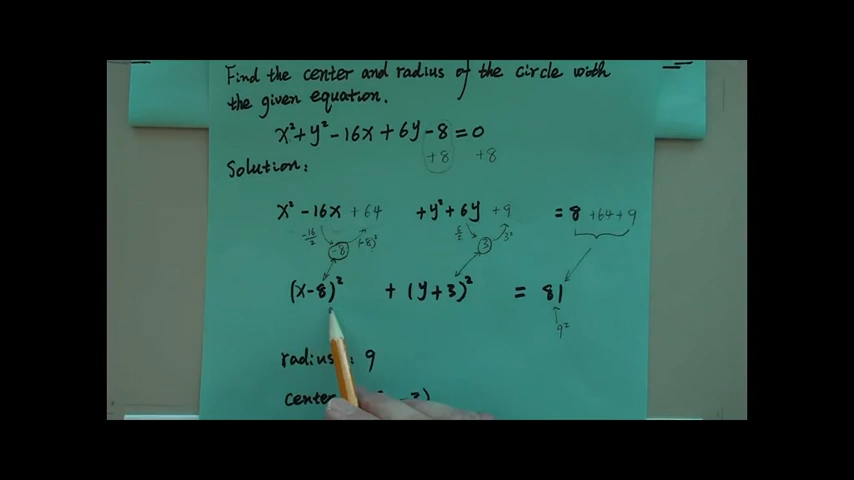 Find the center and radius of the circle with
the given equation.
x²+y²-16x+6y-8=0
+8 +8
Solution:
x²-16x+64 +y²+6y+9 =8+64+9
-16/2 -8 (-8)² 6/2 3 3²
(x-8)² +(y+3)² = 81
9²
radius: 9
center -3)